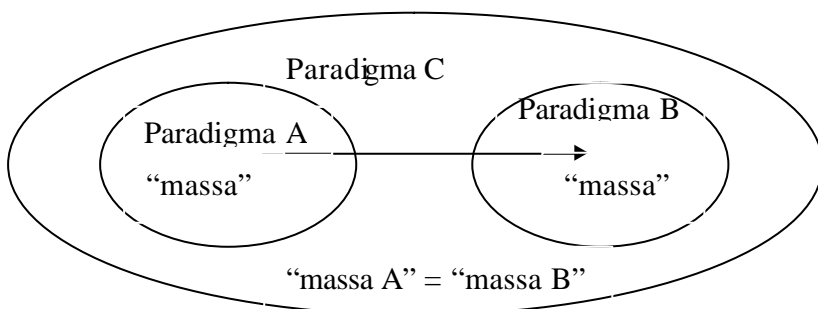 Paradigma C
Paradigma A
Paradigma B
“massa”
“massa”
“massa A” = “massa B”